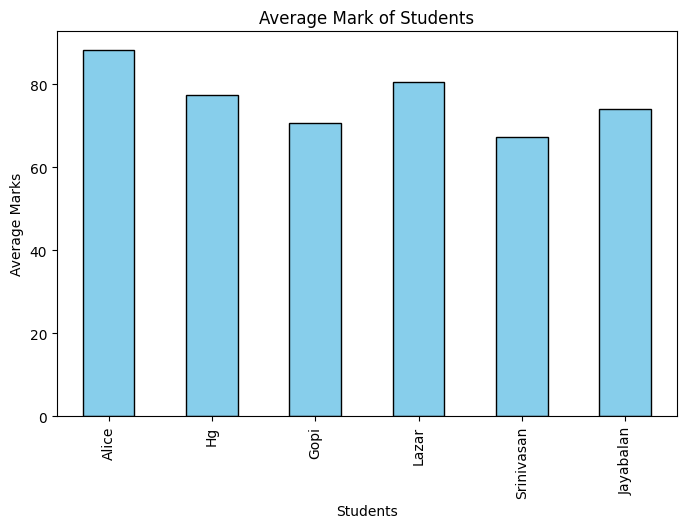 Average Mark of Students
Average Marks
80
60
40
20
0
Alice
Hg
Gopi
Lazar
Srinivasan
Jayabalan
Students